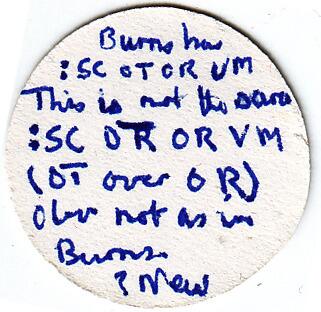 Burns has
:SC OT OR VM
This is not the same
:SC OT OR VM
(OT over OR)
Obv not as in
Burns
? New